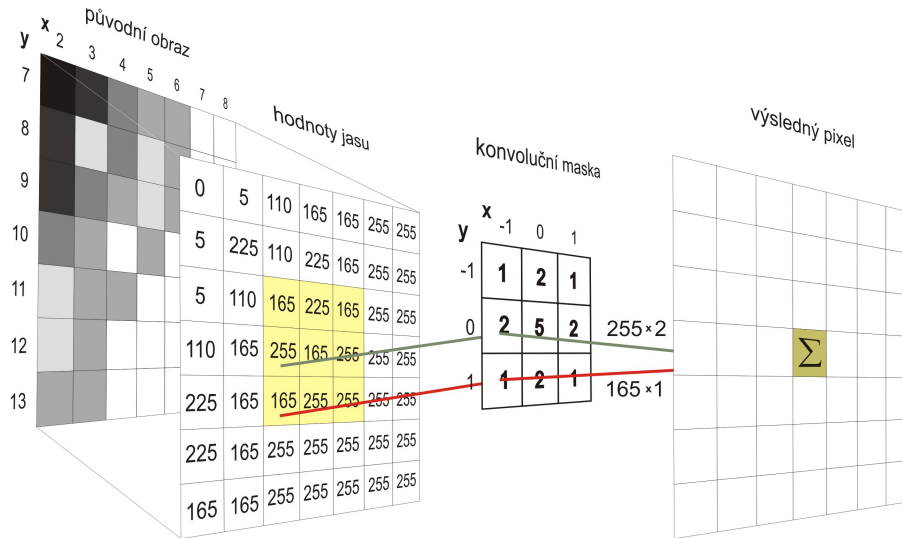 původní obraz
x
y
2 3 4 5 6 7 8
7
8
9
10
11
12
13
hodnoty jasu
0 5 110 165 165 255 255
5 225 110 225 165 255 255
5 110 165 225 165 255 255
110 165 255 165 255 255 255
225 165 165 255 255 255 255
225 165 255 255 255 255 255
165 165 255 255 255 255 255
konvoluční maska
x
y
-1 0 1
-1 1 2 1
0 2 5 2
1 1 2 1
255×2
165×1
výsledný pixel
Σ